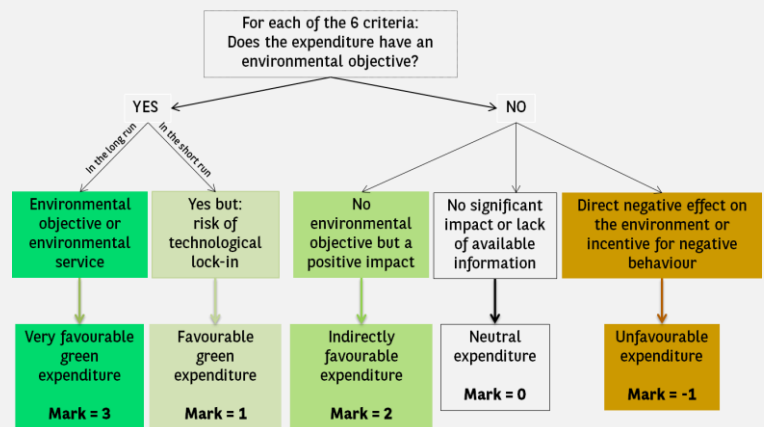 For each of the 6 criteria:
Does the expenditure have an
environmental objective?
YES
NO
In the long run
In the short run
Environmental
objective or
environmental
service
Yes but:
risk of
technological
lock-in
No
environmental
objective but a
positive impact
No significant
impact or lack
of available
information
Direct negative effect on
the environment or
incentive for negative
behaviour
Very favourable
green
expenditure
Mark = 3
Favourable
green
expenditure
Mark = 1
Indirectly
favourable
expenditure
Mark = 2
Neutral
expenditure
Mark = 0
Unfavourable
expenditure
Mark = -1